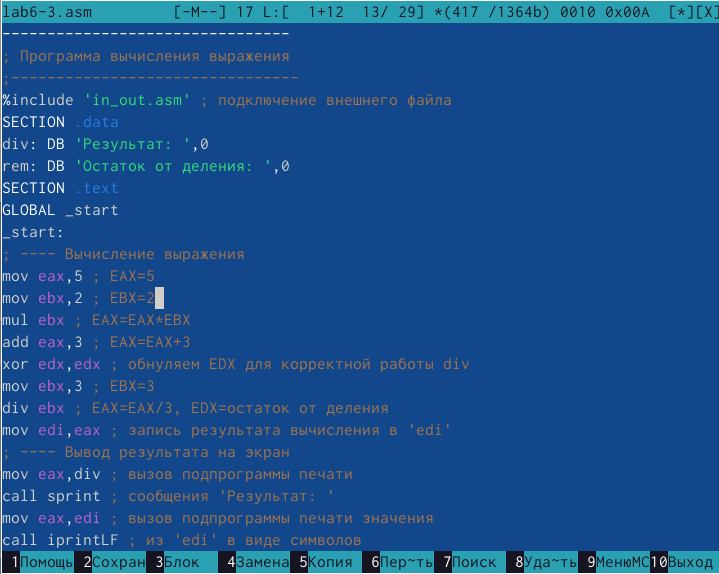 lab6-3.asm [-M--] 17 L:[ 1+12 13/ 29] *(417 /1364b) 0010 0x00A [*][X]
--------------------------------
; Программа вычисления выражения
;--------------------------------
%include 'in_out.asm' ; подключение внешнего файла
SECTION .data
div: DB 'Результат: ',0
rem: DB 'Остаток от деления: ',0
SECTION .text
GLOBAL _start
_start:
; ---- Вычисление выражения
mov eax,5 ; EAX=5
mov ebx,2 ; EBX=2
mul ebx ; EAX=EAX*EBX
add eax,3 ; EAX=EAX+3
xor edx,edx ; обнуляем EDX для корректной работы div
mov ebx,3 ; EBX=3
div ebx ; EAX=EAX/3, EDX=остаток от деления
mov edi,eax ; запись результата вычисления в 'edi'
; ---- Вывод результата на экран
mov eax,div ; вызов подпрограммы печати
call sprint ; сообщения 'Результат: '
mov eax,edi ; вызов подпрограммы печати значения
call iprintLF ; из 'edi' в виде символов
1Помощь 2Сохран 3Блок 4Замена 5Копия 6Пер~ть 7Поиск 8Уда~ть 9МенюMC 10Выход